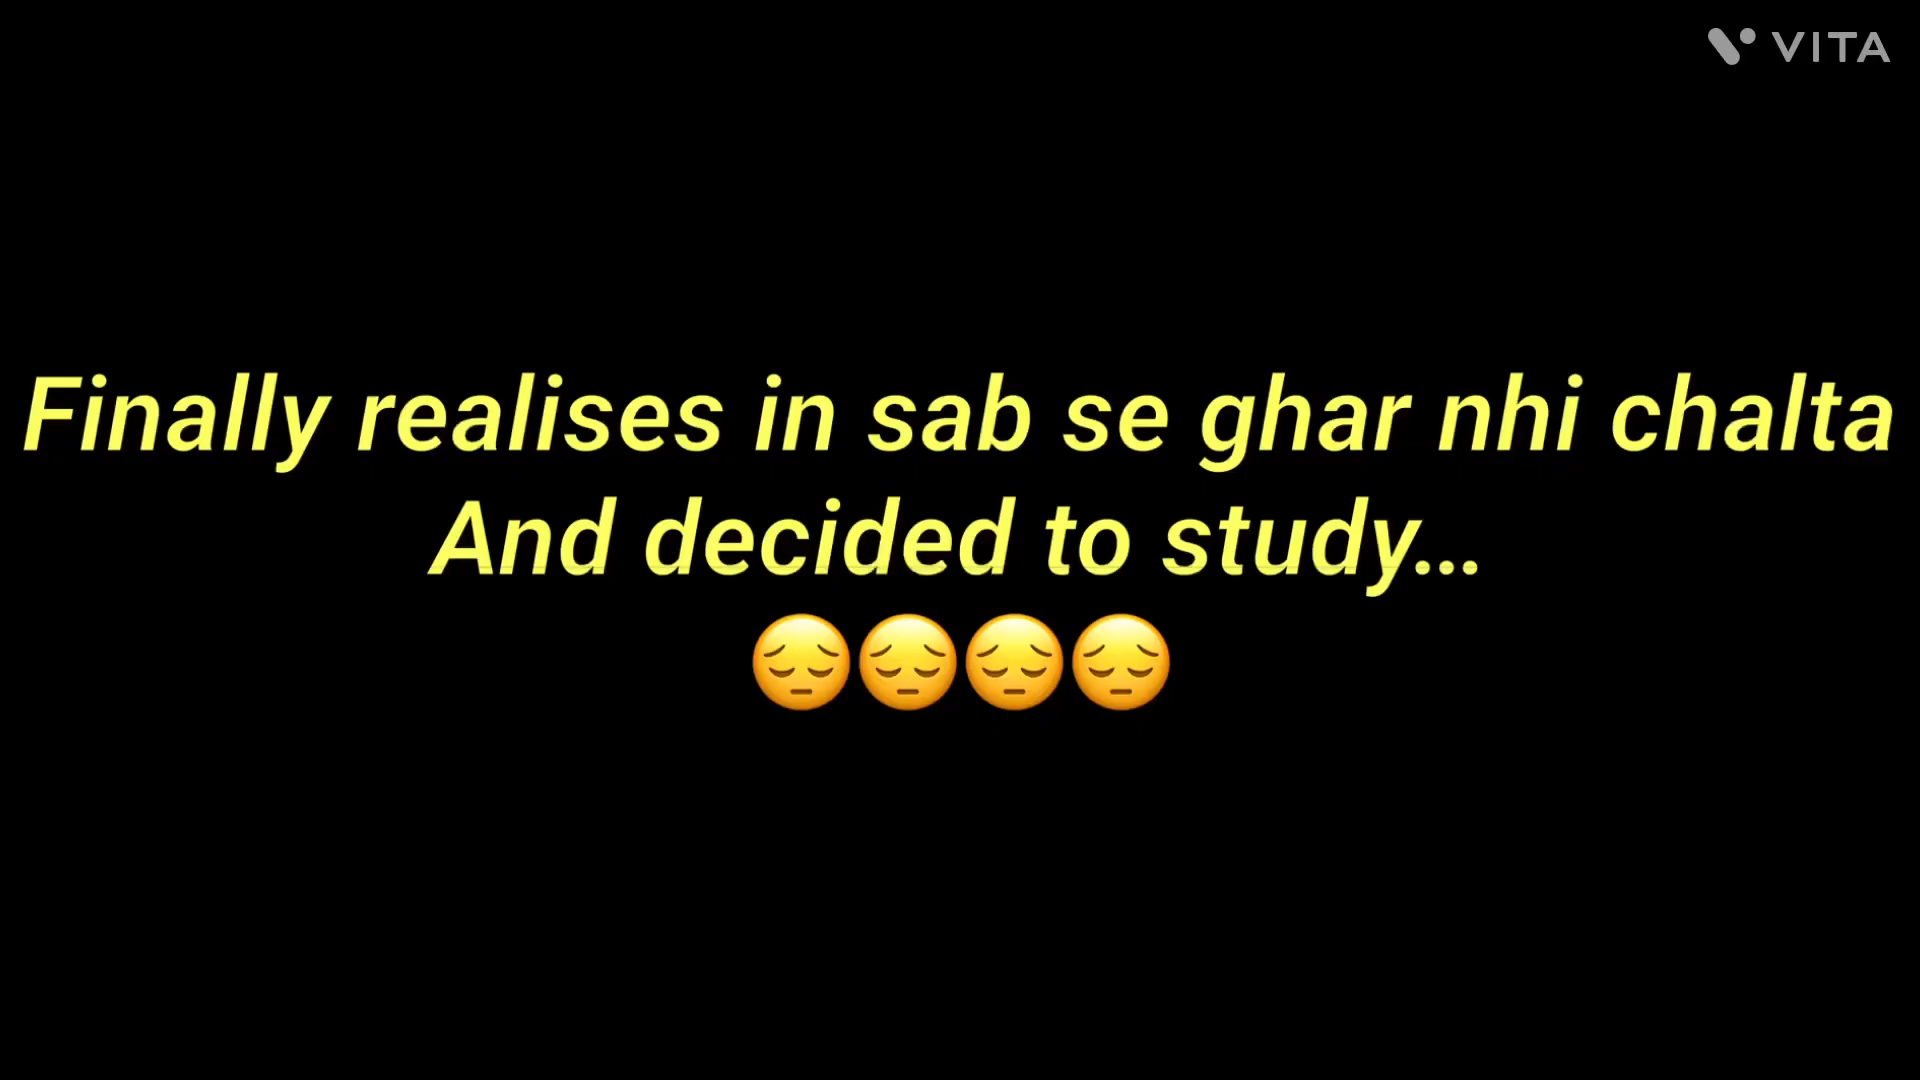 VITA
Finally realises in sab se ghar nhi chalta
And decided to study...
😔😔😔😔